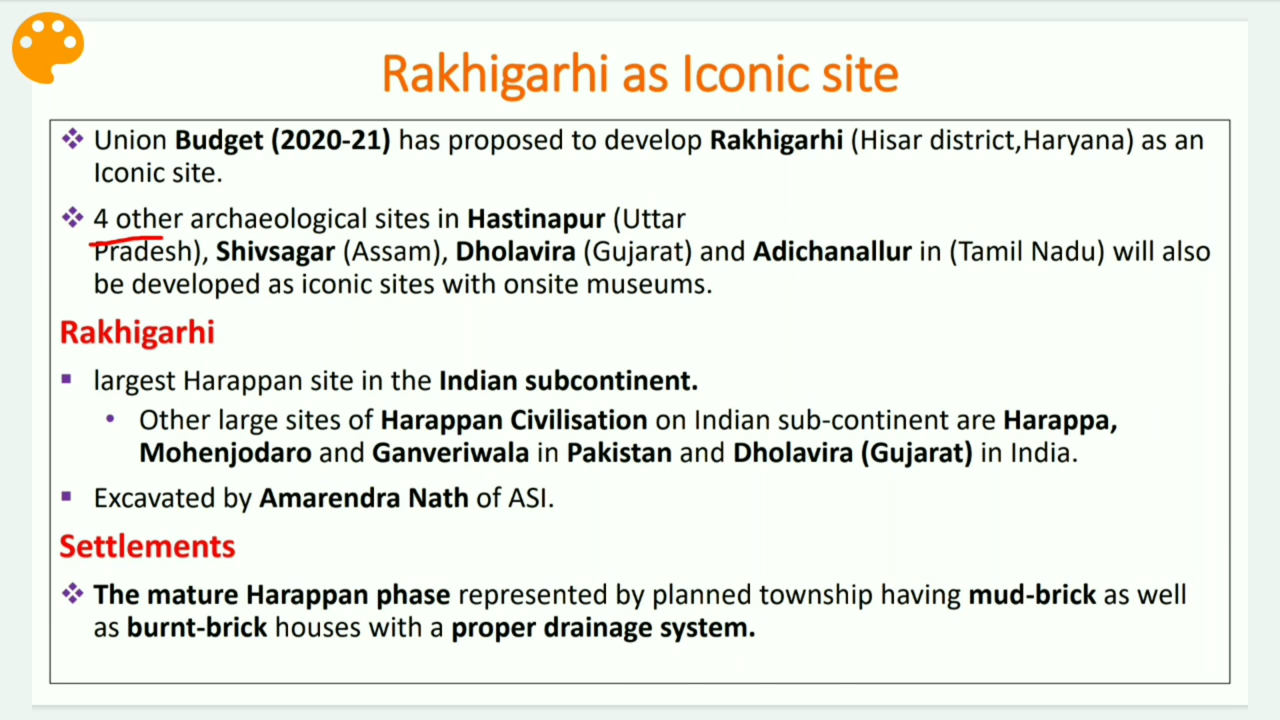 Rakhigarhi as Iconic site
Union Budget (2020-21) has proposed to develop Rakhigarhi (Hisar district,Haryana) as an
Iconic site.
4 other archaeological sites in Hastinapur (Uttar
Pradesh), Shivsagar (Assam), Dholavira (Gujarat) and Adichanallur in (Tamil Nadu) will also
be developed as iconic sites with onsite museums.
Rakhigarhi
largest Harappan site in the Indian subcontinent.
Other large sites of Harappan Civilisation on Indian sub-continent are Harappa,
Mohenjodaro and Ganveriwala in Pakistan and Dholavira (Gujarat) in India.
Excavated by Amarendra Nath of ASI.
Settlements
The mature Harappan phase represented by planned township having mud-brick as well
as burnt-brick houses with a proper drainage system.